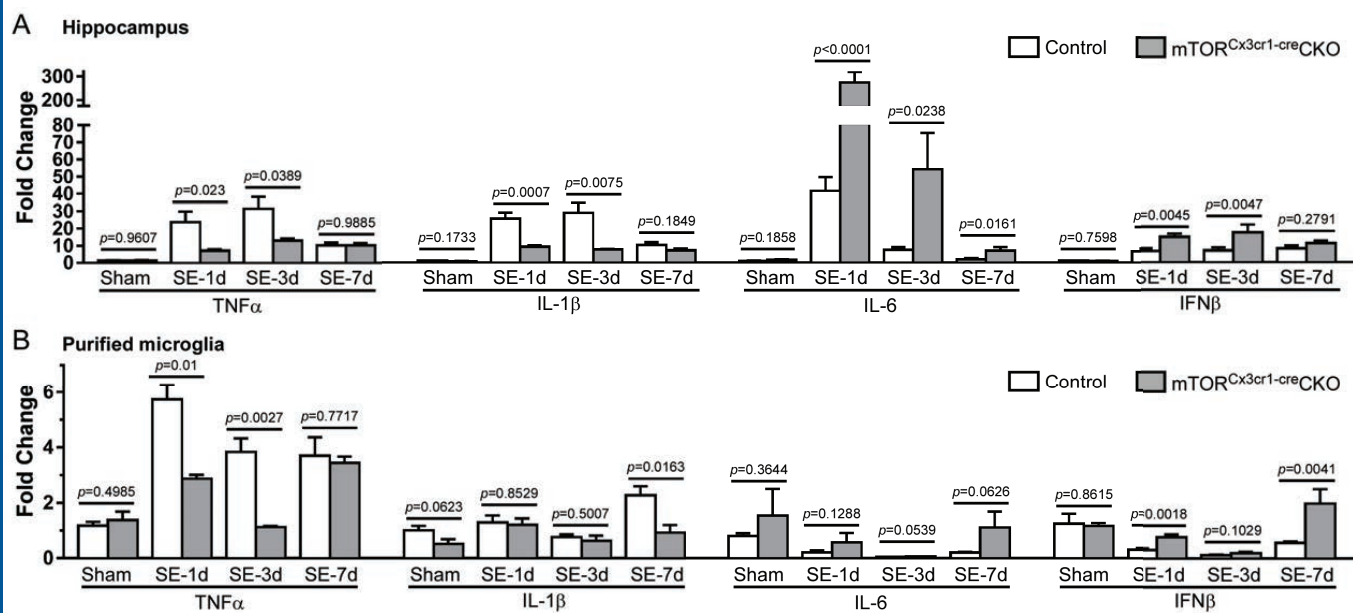 A Hippocampus
Control mTORCx3cr1-creCKO
Fold Change
300
200
80
70
60
50
40
30
20
10
0
p=0.9607 p=0.023 p=0.0389 p=0.9885 p=0.1733 p=0.0007 p=0.0075 p=0.1849 p=0.1858 p<0.0001 p=0.0238 p=0.0161 p=0.7598 p=0.0045 p=0.0047 p=0.2791
Sham SE-1d SE-3d SE-7d Sham SE-1d SE-3d SE-7d Sham SE-1d SE-3d SE-7d Sham SE-1d SE-3d SE-7d
TNFα IL-1β IL-6 IFNβ
B Purified microglia
Control mTORCx3cr1-creCKO
Fold Change
6
4
2
0
p=0.4985 p=0.01 p=0.0027 p=0.7717 p=0.0623 p=0.8529 p=0.5007 p=0.0163 p=0.3644 p=0.1288 p=0.0539 p=0.0626 p=0.8615 p=0.0018 p=0.1029 p=0.0041
Sham SE-1d SE-3d SE-7d Sham SE-1d SE-3d SE-7d Sham SE-1d SE-3d SE-7d Sham SE-1d SE-3d SE-7d
TNFα IL-1β IL-6 IFNβ